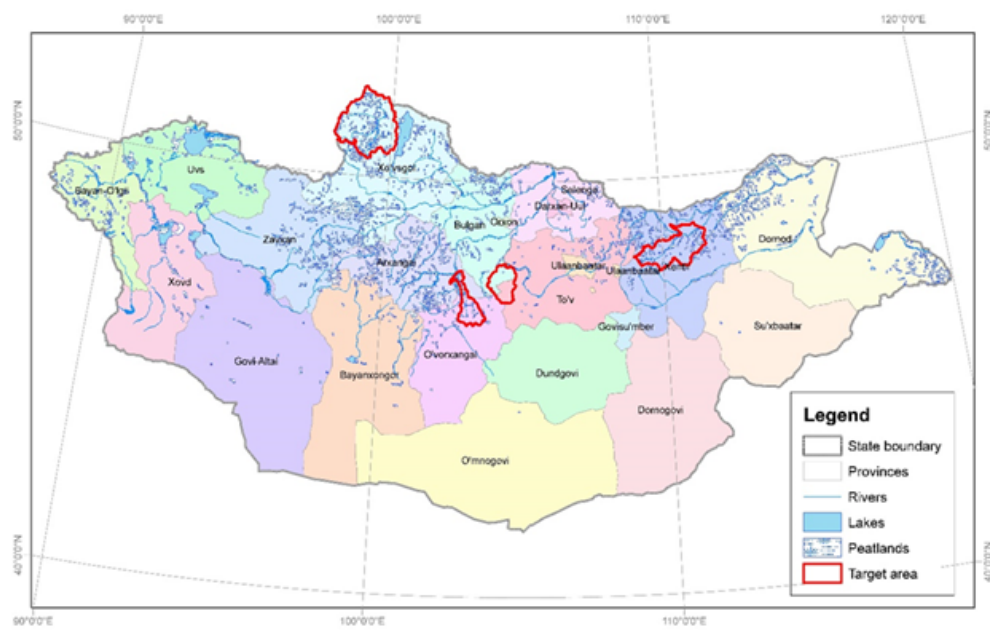 90°0'0"E
100°0'0"E
110°0'0"E
120°0'0"E
50°0'0"N
50°0'0"N
Uvs
Xo'vsgol
Zavxan
Bulgan
Orxon
Selenge
Darxan-Uul
Arxangai
Ulaanbaatar
Ulaanbaatar
Dornod
Xovd
To'v
Govisu'mber
Su'xbaatar
O'vorxangai
Govi-Altai
Bayanxongor
Dundgovi
Dornogovi
O'mnogovi
Legend
State boundary
Provinces
Rivers
Lakes
Peatlands
Target area
40°0'0"N
40°0'0"N
90°0'0"E
100°0'0"E
110°0'0"E